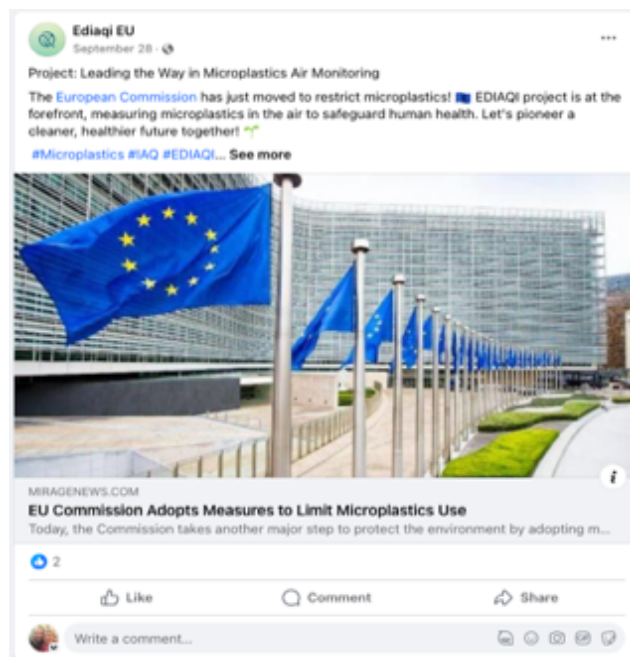 Ediaqi EU
September 28 ·
Project: Leading the Way in Microplastics Air Monitoring
The European Commission has just moved to restrict microplastics! 🇪🇺 EDIAQI project is at the
forefront, measuring microplastics in the air to safeguard human health. Let's pioneer a
cleaner, healthier future together! 🌱
#Microplastics #IAQ #EDIAQI... See more
MIRAGENEWS.COM
EU Commission Adopts Measures to Limit Microplastics Use
Today, the Commission takes another major step to protect the environment by adopting m...
2
Like Comment Share
Write a comment...